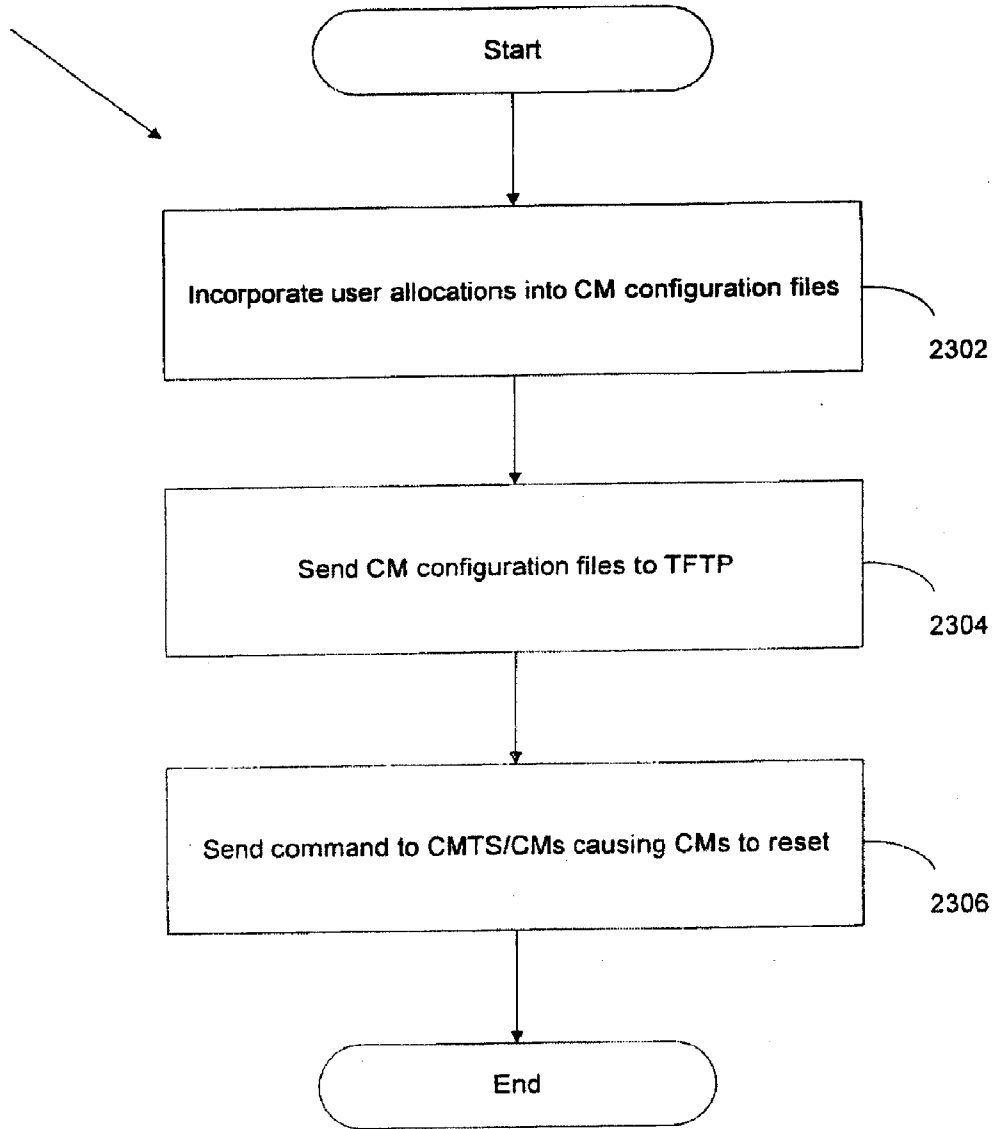 Start
Incorporate user allocations into CM configuration files
2302
Send CM configuration files to TFTP
2304
Send command to CMTS/CMs causing CMs to reset
2306
End